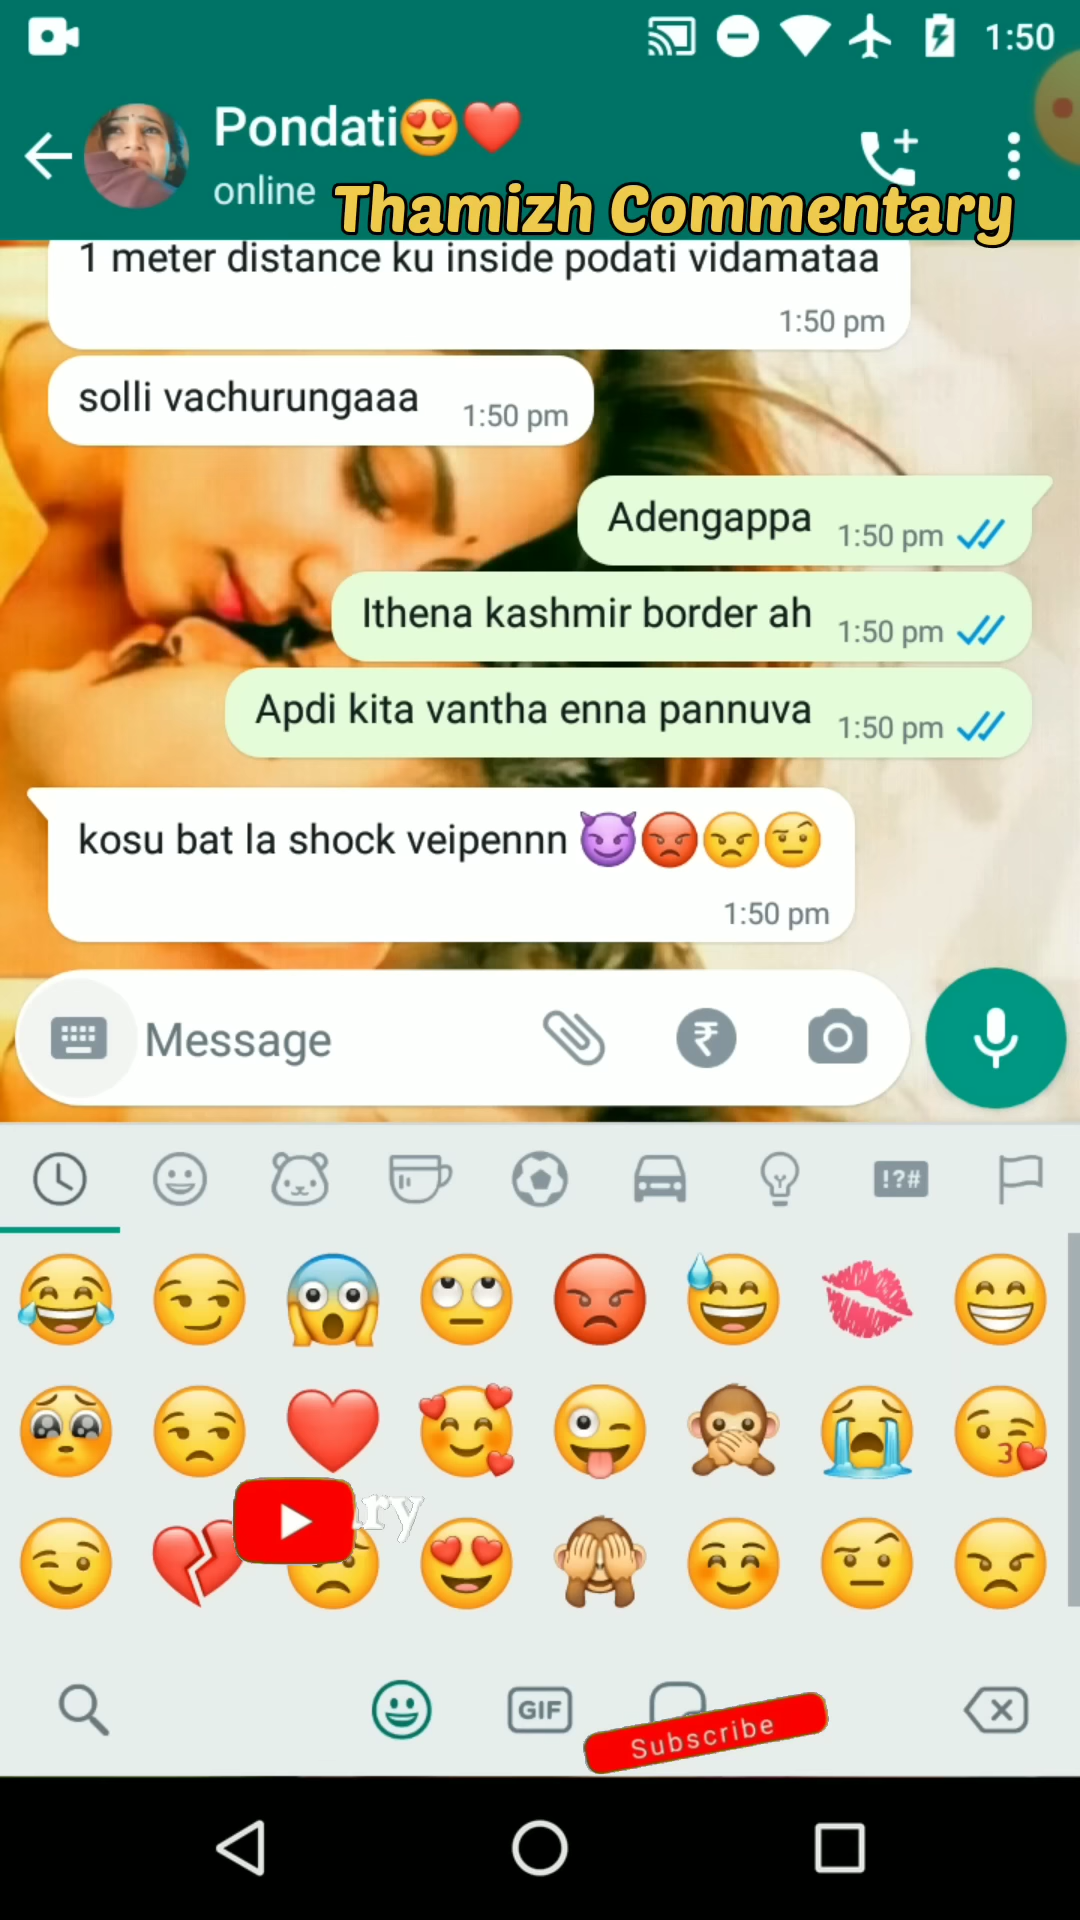 1:50
Pondati😍❤️
online
Thamizh Commentary
1 meter distance ku inside podati vidamataa
1:50 pm
solli vachurungaaa 1:50 pm
Adengappa 1:50 pm
Ithena kashmir border ah 1:50 pm
Apdi kita vantha enna pannuva 1:50 pm
kosu bat la shock veipennn 😈😡😠🤨
1:50 pm
Message
!?#
ry
GIF
Subscribe